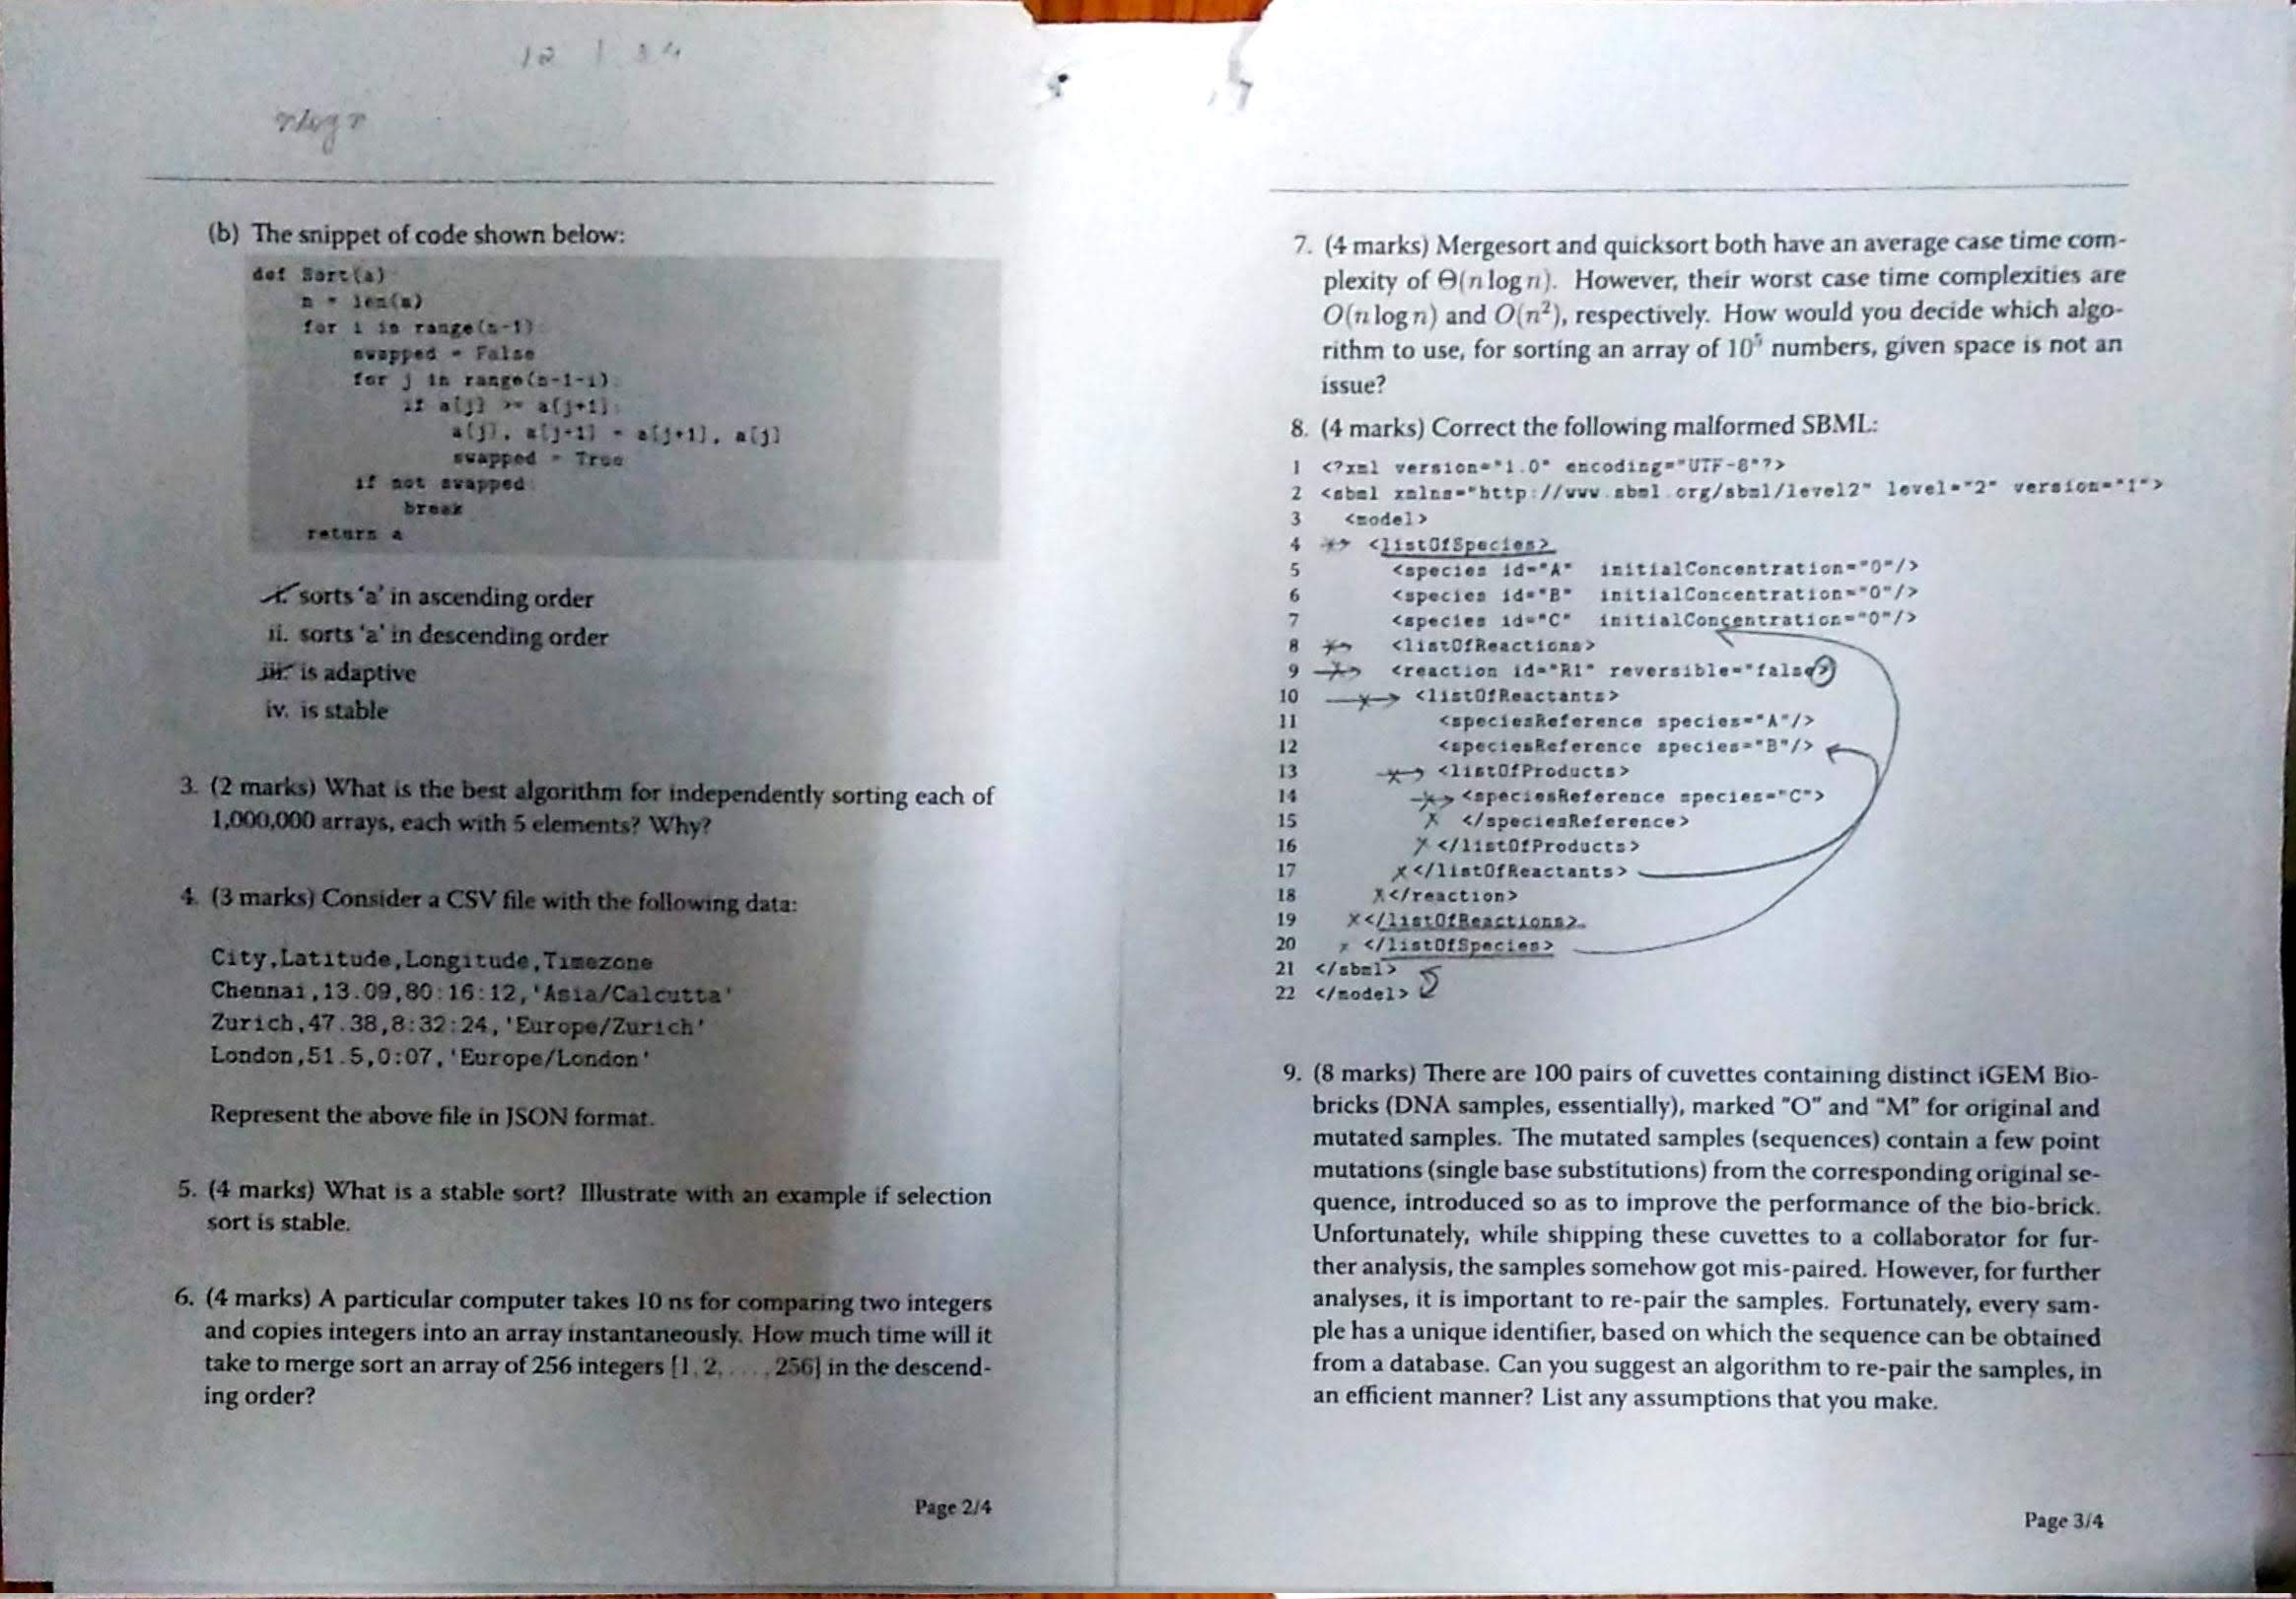 nlogn
(b) The snippet of code shown below:
def Sort(a)
n = len(a)
for i in range(n-1):
swapped = False
for j in range(n-1-i):
if a[j] >= a[j+1]:
a[j], a[j+1] = a[j+1], a[j]
swapped = True
if not swapped:
break
return a
i. sorts 'a' in ascending order
ii. sorts 'a' in descending order
iii. is adaptive
iv. is stable
3. (2 marks) What is the best algorithm for independently sorting each of
1,000,000 arrays, each with 5 elements? Why?
4. (3 marks) Consider a CSV file with the following data:
City,Latitude,Longitude,Timezone
Chennai,13.09,80:16:12,'Asia/Calcutta'
Zurich,47.38,8:32:24,'Europe/Zurich'
London,51.5,0:07,'Europe/London'
Represent the above file in JSON format.
5. (4 marks) What is a stable sort? Illustrate with an example if selection
sort is stable.
6. (4 marks) A particular computer takes 10 ns for comparing two integers
and copies integers into an array instantaneously. How much time will it
take to merge sort an array of 256 integers [1, 2, ..., 256] in the descend-
ing order?
Page 2/4
7. (4 marks) Mergesort and quicksort both have an average case time com-
plexity of Θ(n log n). However, their worst case time complexities are
O(n log n) and O(n²), respectively. How would you decide which algo-
rithm to use, for sorting an array of 10⁵ numbers, given space is not an
issue?
8. (4 marks) Correct the following malformed SBML:
1 <?xml version="1.0" encoding="UTF-8"?>
2 <sbml xmlns="http://www.sbml.org/sbml/level2" level="2" version="1">
3 <model>
4 <listOfSpecies>
5 <species id="A" initialConcentration="0"/>
6 <species id="B" initialConcentration="0"/>
7 <species id="C" initialConcentration="0"/>
8 <listOfReactions>
9 <reaction id="R1" reversible="false>
10 <listOfReactants>
11 <speciesReference species="A"/>
12 <speciesReference species="B"/>
13 <listOfProducts>
14 <speciesReference species="C">
15 </speciesReference>
16 </listOfProducts>
17 </listOfReactants>
18 </reaction>
19 </listOfReactions>
20 </listOfSpecies>
21 </sbml>
22 </model>
9. (8 marks) There are 100 pairs of cuvettes containing distinct iGEM Bio-
bricks (DNA samples, essentially), marked "O" and "M" for original and
mutated samples. The mutated samples (sequences) contain a few point
mutations (single base substitutions) from the corresponding original se-
quence, introduced so as to improve the performance of the bio-brick.
Unfortunately, while shipping these cuvettes to a collaborator for fur-
ther analysis, the samples somehow got mis-paired. However, for further
analyses, it is important to re-pair the samples. Fortunately, every sam-
ple has a unique identifier, based on which the sequence can be obtained
from a database. Can you suggest an algorithm to re-pair the samples, in
an efficient manner? List any assumptions that you make.
Page 3/4